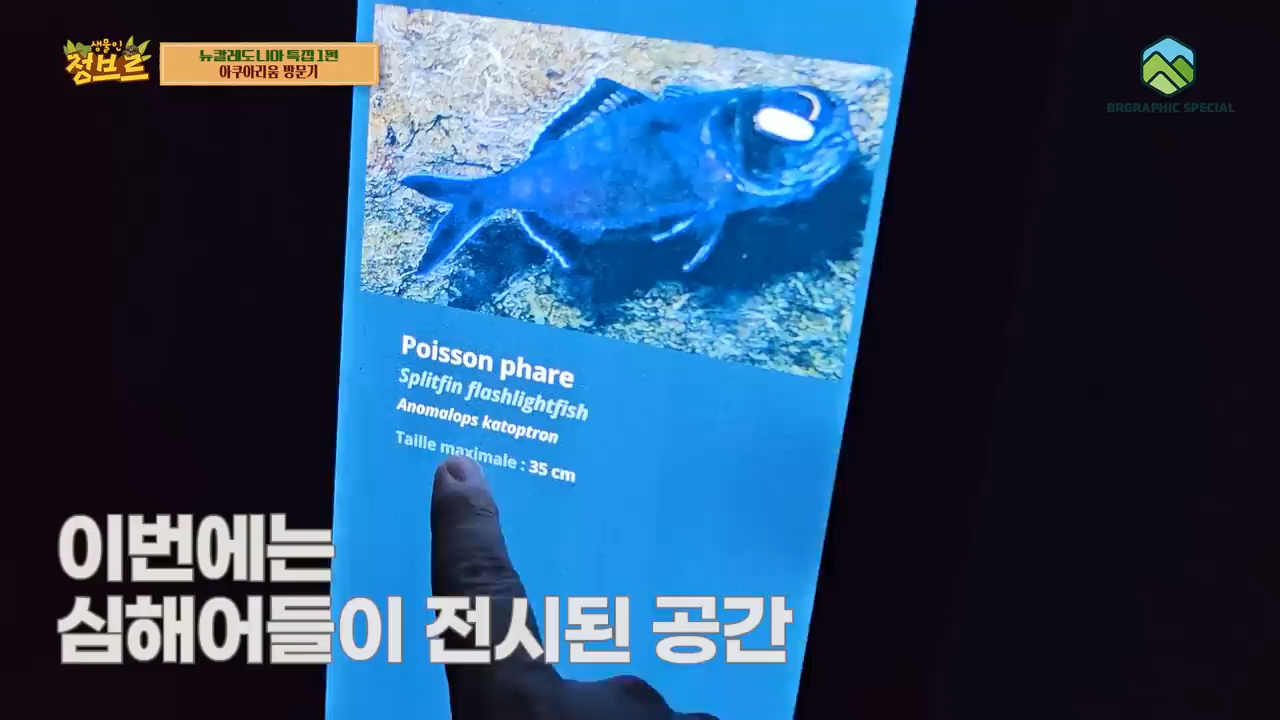 생물인
정브르
뉴칼레도니아 특집 1편
아쿠아리움 방문기
BRGRAPHIC SPECIAL
Poisson phare
Splitfin flashlightfish
Anomalops katoptron
Taille maximale : 35 cm
이번에는
심해어들이 전시된 공간